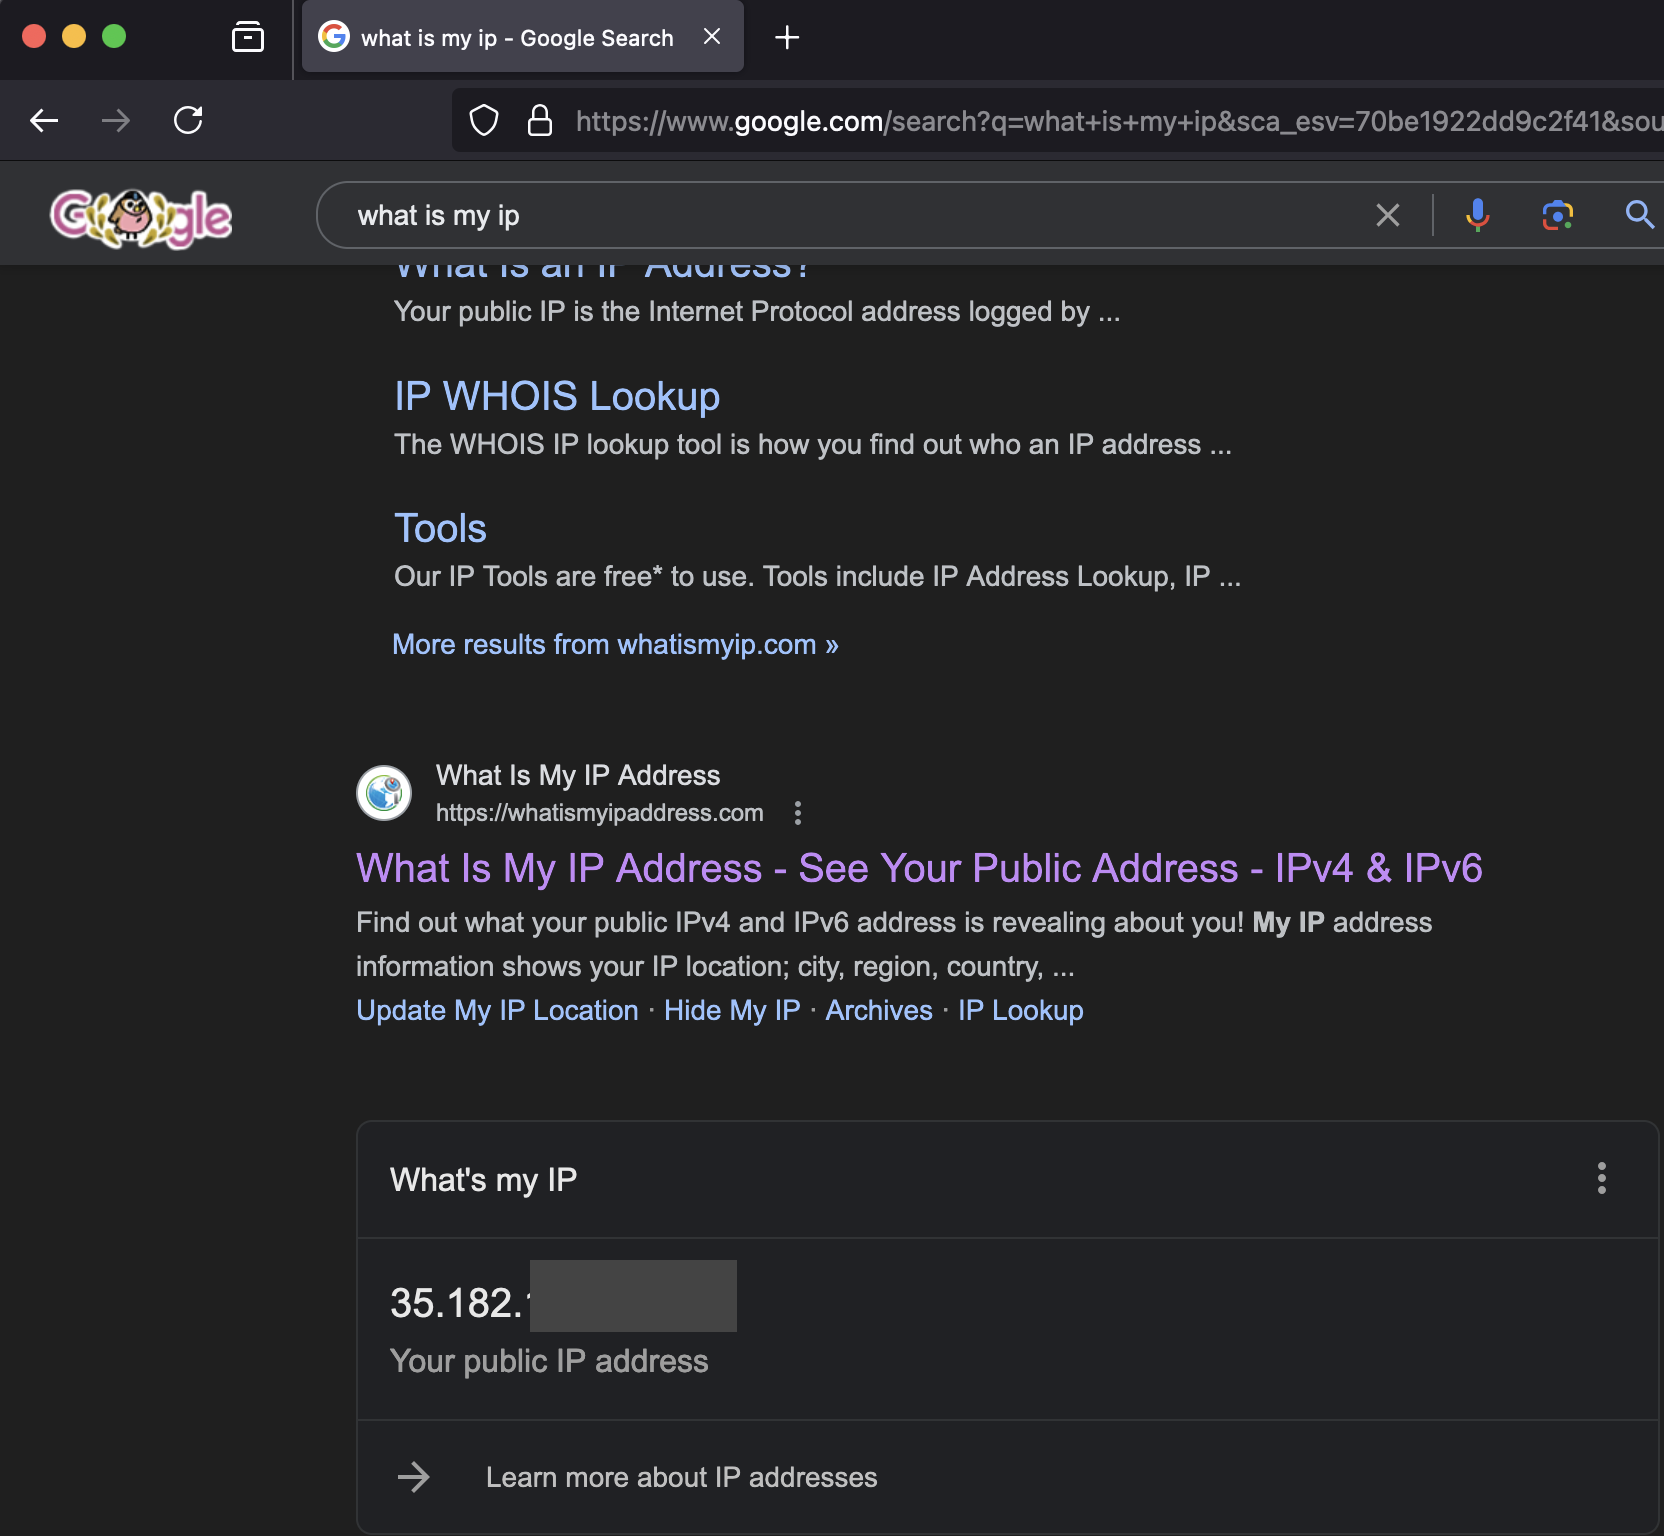 what is my ip - Google Search
https://www.google.com/search?q=what+is+my+ip&sca_esv=70be1922dd9c2f41&sou
Google
what is my ip
What Is an IP Address?
Your public IP is the Internet Protocol address logged by ...
IP WHOIS Lookup
The WHOIS IP lookup tool is how you find out who an IP address ...
Tools
Our IP Tools are free* to use. Tools include IP Address Lookup, IP ...
More results from whatismyip.com »
What Is My IP Address
https://whatismyipaddress.com
What Is My IP Address - See Your Public Address - IPv4 & IPv6
Find out what your public IPv4 and IPv6 address is revealing about you! My IP address
information shows your IP location; city, region, country, ...
Update My IP Location · Hide My IP · Archives · IP Lookup
What's my IP
35.182.
Your public IP address
Learn more about IP addresses